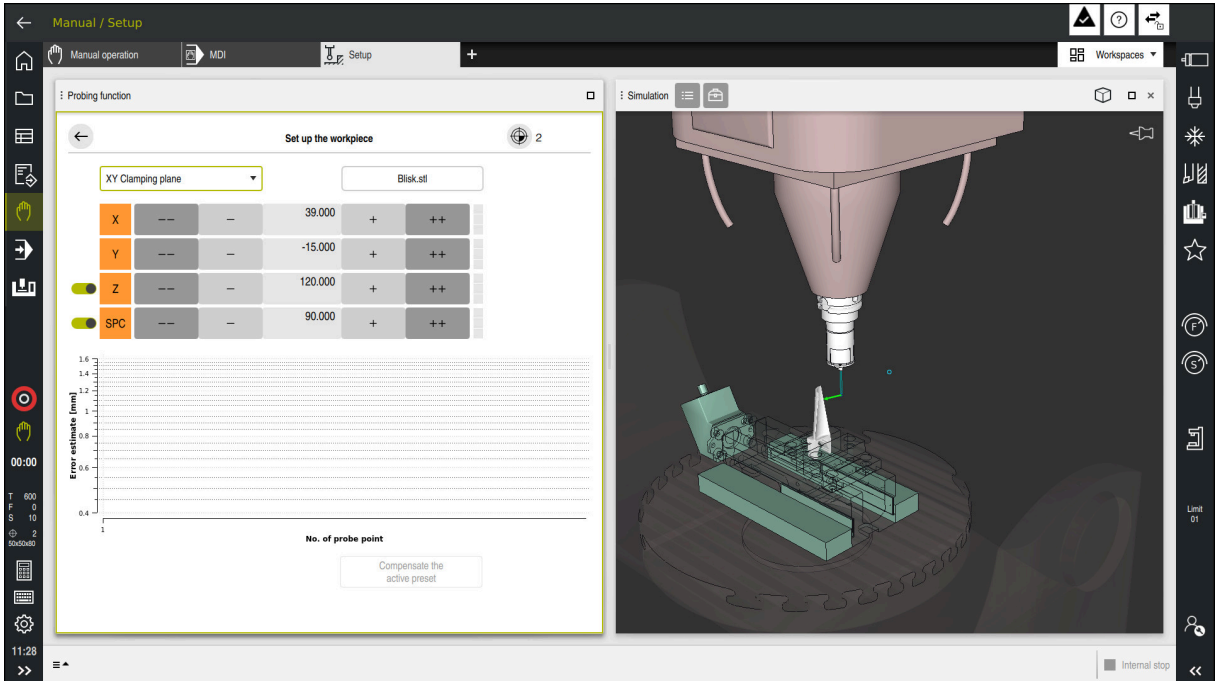 Manual / Setup
Manual operation
MDI
Setup
+
Workspaces
Probing function
Set up the workpiece
2
XY Clamping plane
Blisk.stl
X -- - 39.000 + ++
Y -- - -15.000 + ++
Z -- - 120.000 + ++
SPC -- - 90.000 + ++
Error estimate [mm]
1.6
1.4
1.2
1
0.8
0.6
0.4
1
No. of probe point
Compensate the
active preset
Simulation
00:00
T 600
F 0
S 10
2
50x50x80
11:28
F
S
Limit
01
Internal stop